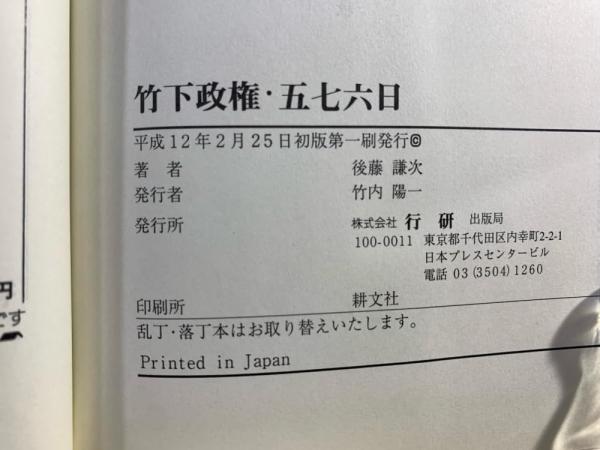 竹下政権・五七六日
平成12年2月25日初版第一刷発行©
著　者　後藤 謙次
発行者　竹内 陽一
発行所　株式会社 行 研 出版局
100-0011 東京都千代田区内幸町2-2-1
日本プレスセンタービル
電話 03(3504)1260
印刷所　耕文社
乱丁・落丁本はお取り替えいたします。
Printed in Japan
円
です